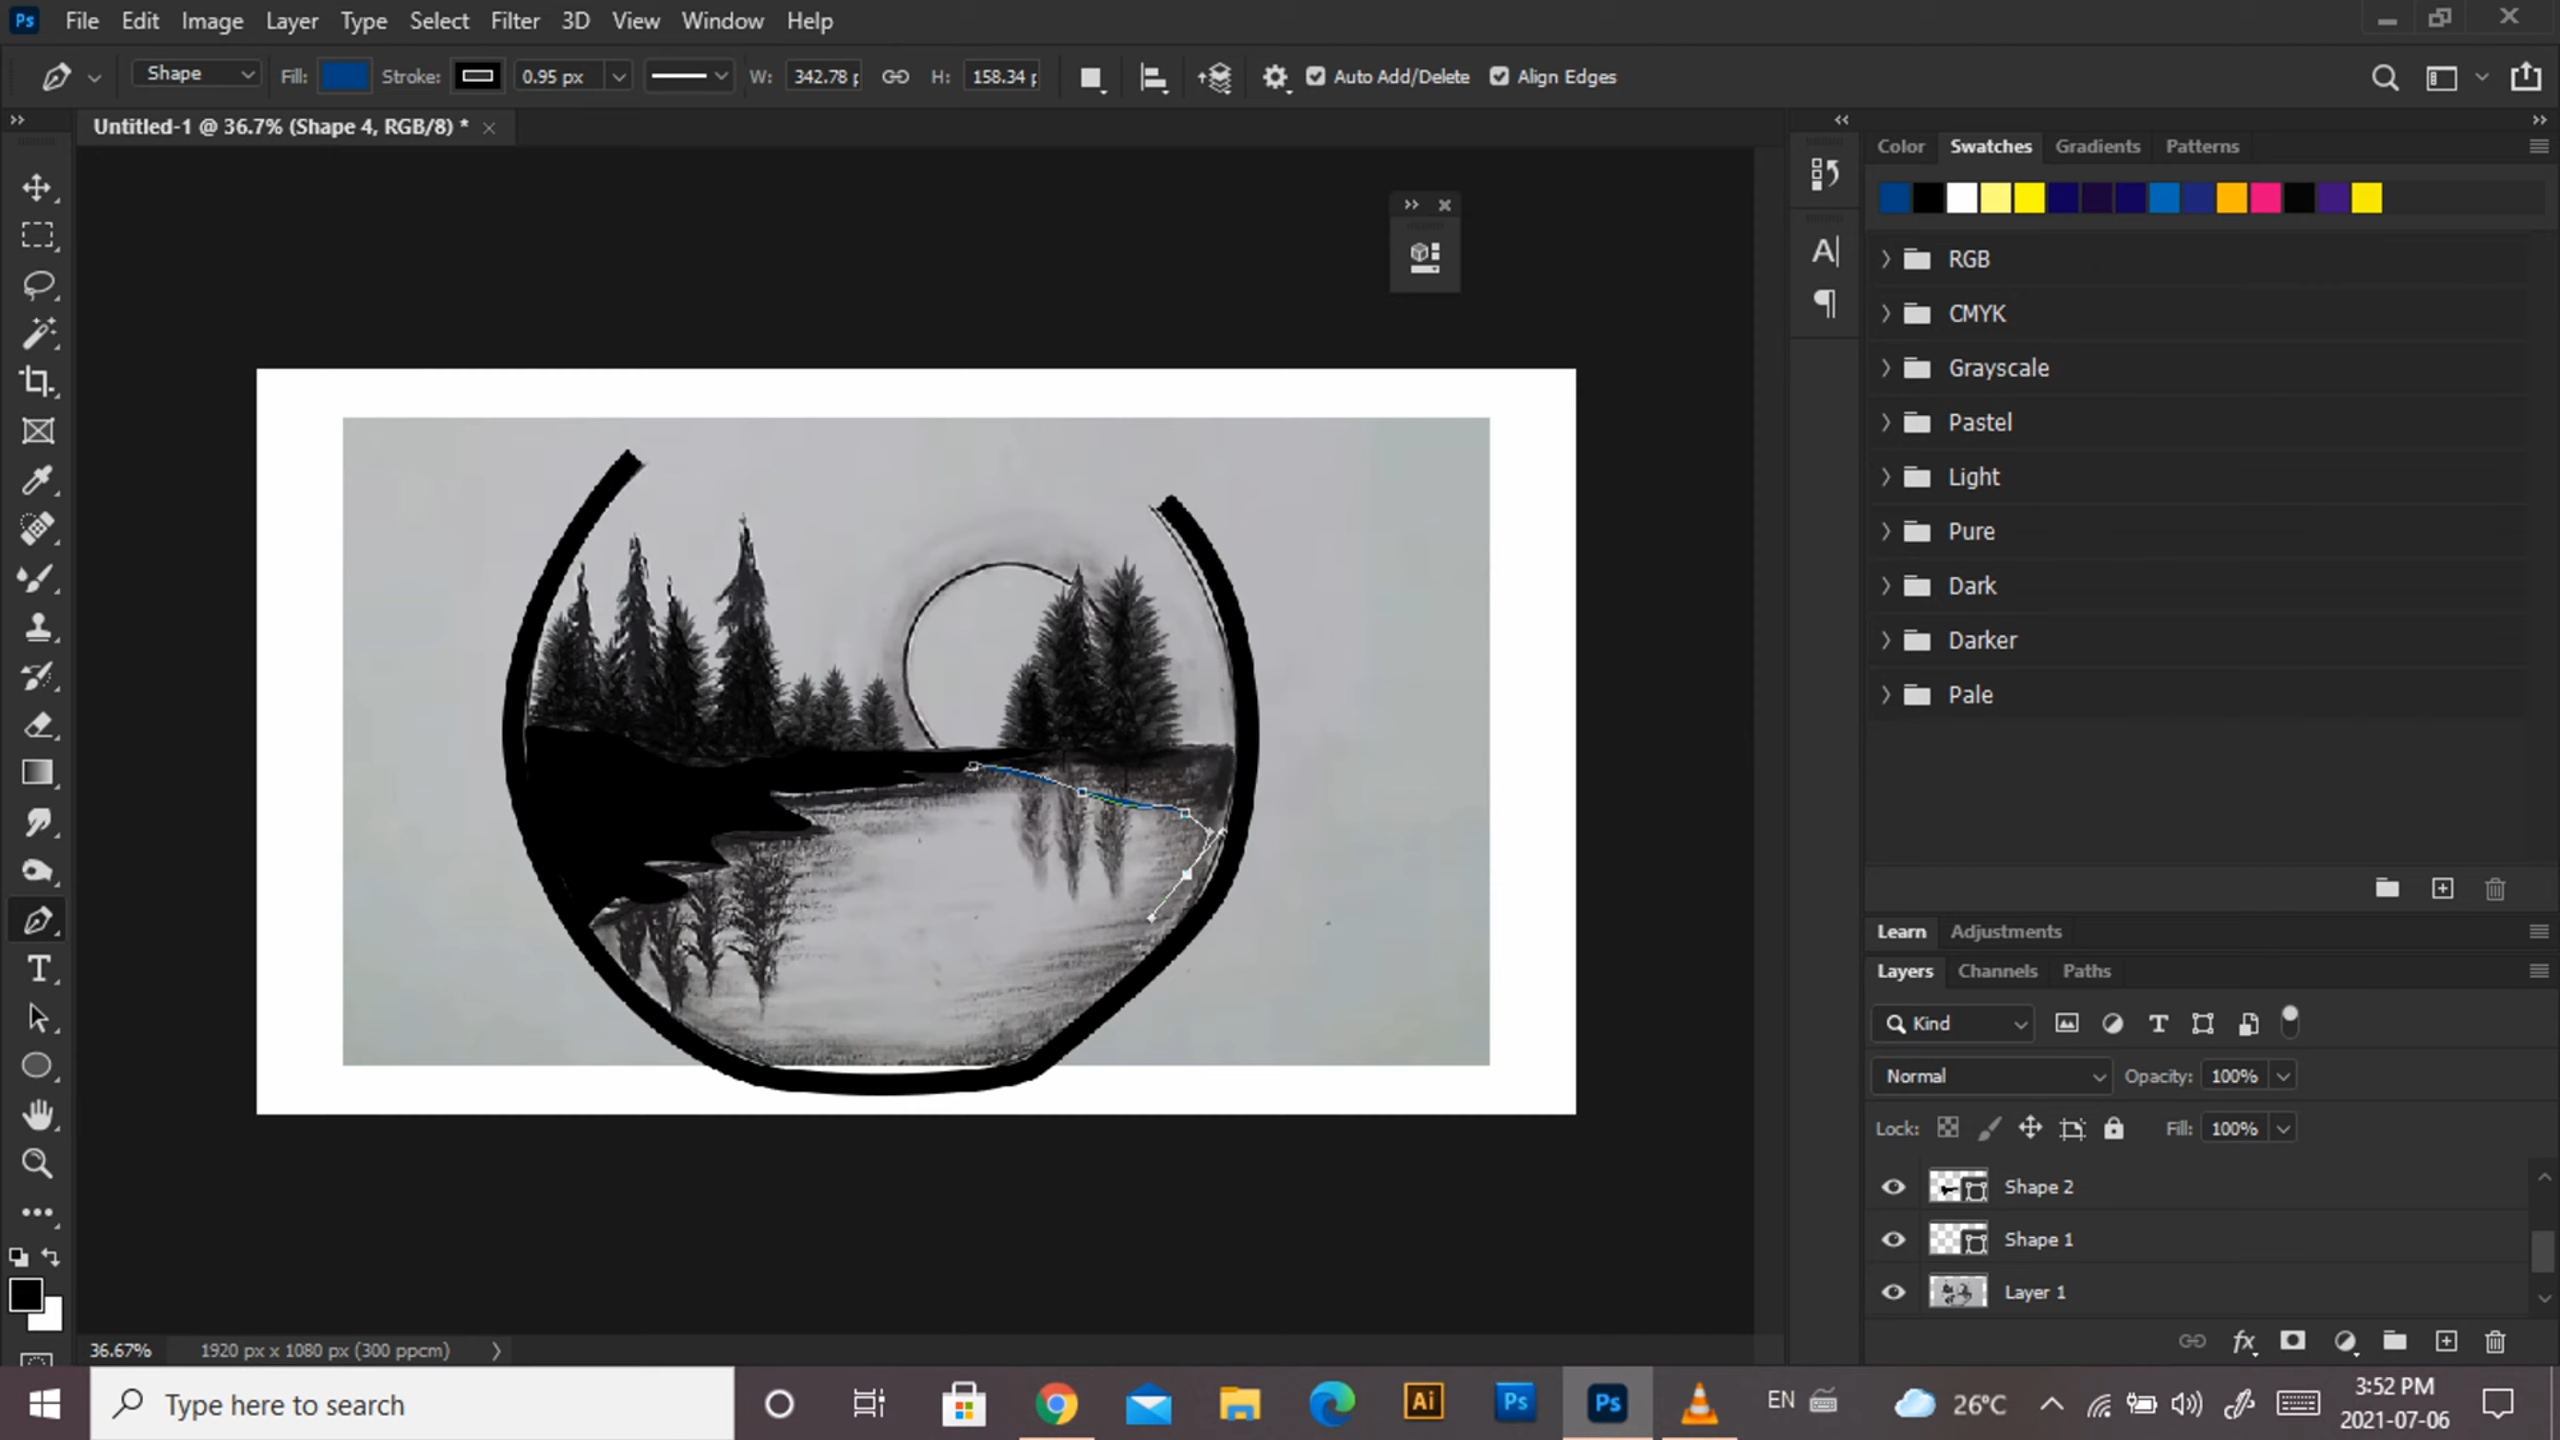 Ps File Edit Image Layer Type Select Filter 3D View Window Help
Shape Fill: Stroke: 0.95 px W: 342.78 p H: 158.34 p Auto Add/Delete Align Edges
Untitled-1 @ 36.7% (Shape 4, RGB/8) *
Color Swatches Gradients Patterns
RGB
CMYK
Grayscale
Pastel
Light
Pure
Dark
Darker
Pale
Learn Adjustments
Layers Channels Paths
Kind
Normal Opacity: 100%
Lock: Fill: 100%
Shape 2
Shape 1
Layer 1
36.67% 1920 px x 1080 px (300 ppcm)
Type here to search Ai Ps Ps EN 26°C 3:52 PM
2021-07-06